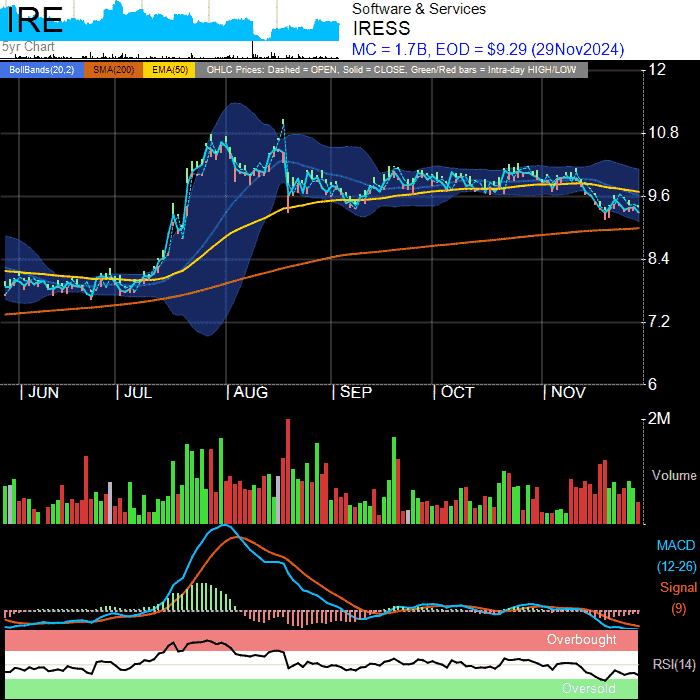 IRE
5yr Chart
Software & Services
IRESS
MC = 1.7B, EOD = $9.29 (29Nov2024)
BollBands(20,2) SMA(200) EMA(50) OHLC Prices: Dashed = OPEN, Solid = CLOSE, Green/Red bars = Intra-day HIGH/LOW
12
10.8
9.6
8.4
7.2
6
JUN JUL AUG SEP OCT NOV
2M
Volume
MACD
(12-26)
Signal
(9)
Overbought
RSI(14)
Oversold